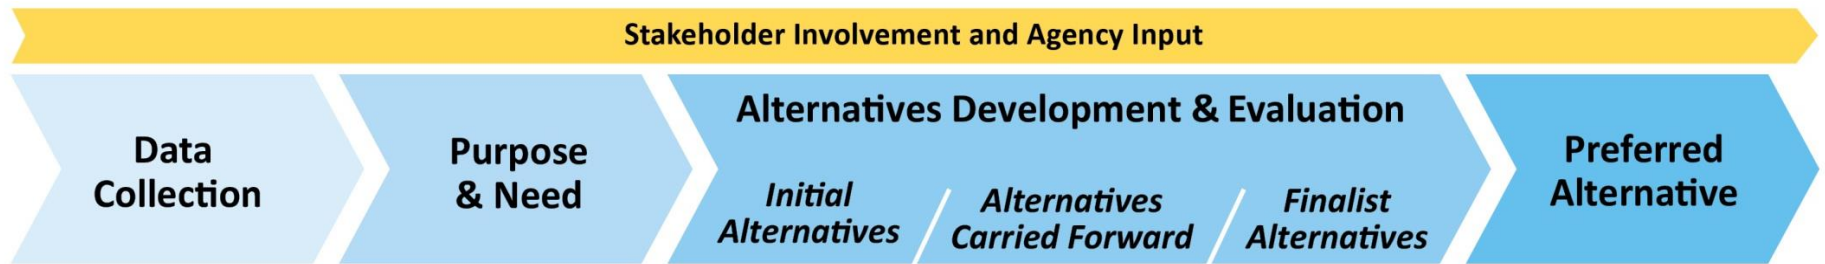 Stakeholder Involvement and Agency Input
Data
Collection
Purpose
& Need
Alternatives Development & Evaluation
Initial
Alternatives
Alternatives
Carried Forward
Finalist
Alternatives
Preferred
Alternative